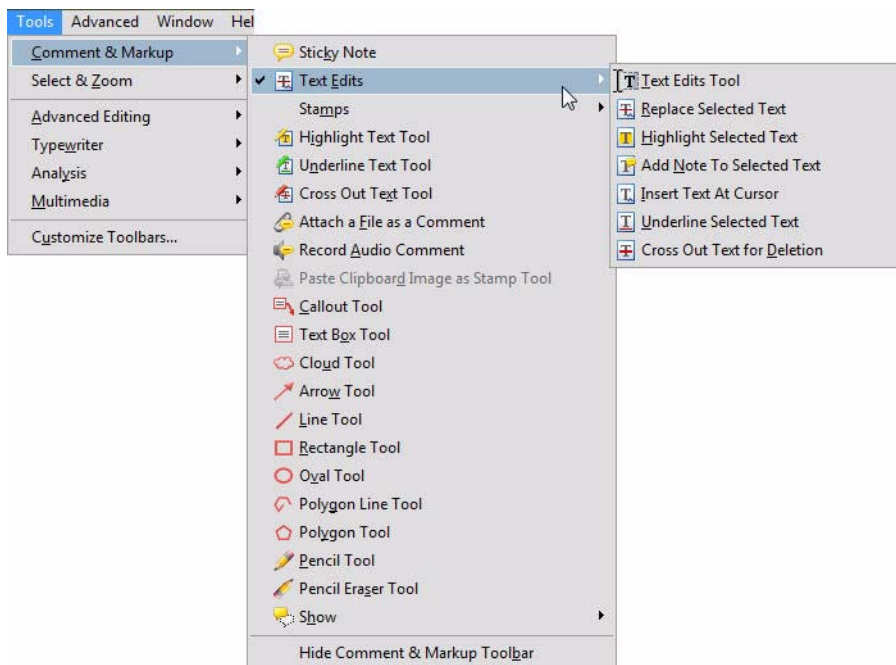 Tools Advanced Window Hel
Comment & Markup
Select & Zoom
Advanced Editing
Typewriter
Analysis
Multimedia
Customize Toolbars...
Sticky Note
Text Edits
Stamps
Highlight Text Tool
Underline Text Tool
Cross Out Text Tool
Attach a File as a Comment
Record Audio Comment
Paste Clipboard Image as Stamp Tool
Callout Tool
Text Box Tool
Cloud Tool
Arrow Tool
Line Tool
Rectangle Tool
Oval Tool
Polygon Line Tool
Polygon Tool
Pencil Tool
Pencil Eraser Tool
Show
Hide Comment & Markup Toolbar
Text Edits Tool
Replace Selected Text
Highlight Selected Text
Add Note To Selected Text
Insert Text At Cursor
Underline Selected Text
Cross Out Text for Deletion